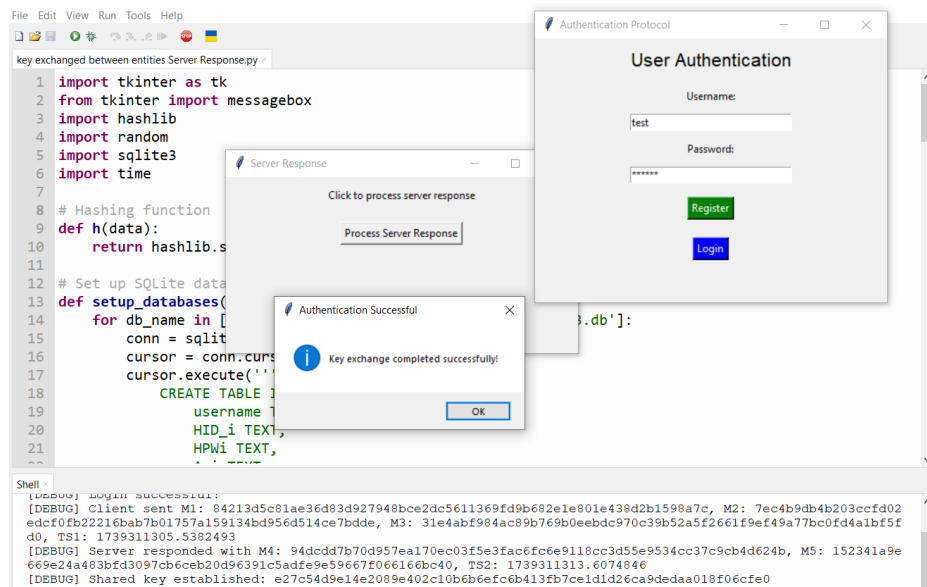 File Edit View Run Tools Help
key exchanged between entities Server Response.py ×
1 import tkinter as tk
2 from tkinter import messagebox
3 import hashlib
4 import random
5 import sqlite3
6 import time
7
8 # Hashing function
9 def h(data):
10 return hashlib.s
11
12 # Set up SQLite data
13 def setup_databases(
14 for db_name in [ 3.db']:
15 conn = sqlit
16 cursor = conn.curs
17 cursor.execute('''
18 CREATE TABLE I
19 username T
20 HID_i TEXT,
21 HPWi TEXT,
Server Response
Click to process server response
Process Server Response
Authentication Successful
Key exchange completed successfully!
OK
Authentication Protocol
User Authentication
Username:
test
Password:
******
Register
Login
Shell ×
[DEBUG] Login successful!
[DEBUG] Client sent M1: 84213d5c81ae36d83d927948bce2dc5611369fd9b682e1e801e438d2b1598a7c, M2: 7ec4b9db4b203ccfd02
edcf0fb22216bab7b01757a159134bd956d514ce7bdde, M3: 31e4abf984ac89b769b0eebdc970c39b52a5f2661f9ef49a77bc0fd4a1bf5f
d0, TS1: 1739311305.5382493
[DEBUG] Server responded with M4: 94dcdd7b70d957ea170ec03f5e3fac6fc6e9118cc3d55e9534cc37c9cb4d624b, M5: 152341a9e
669e24a483bfd3097cb6ceb20d96391c5adfe9e59667f066166bc40, TS2: 1739311313.6074846
[DEBUG] Shared key established: e27c54d9e14e2089e402c10b6b6efc6b413fb7ce1d1d26ca9dedaa018f06cfe0